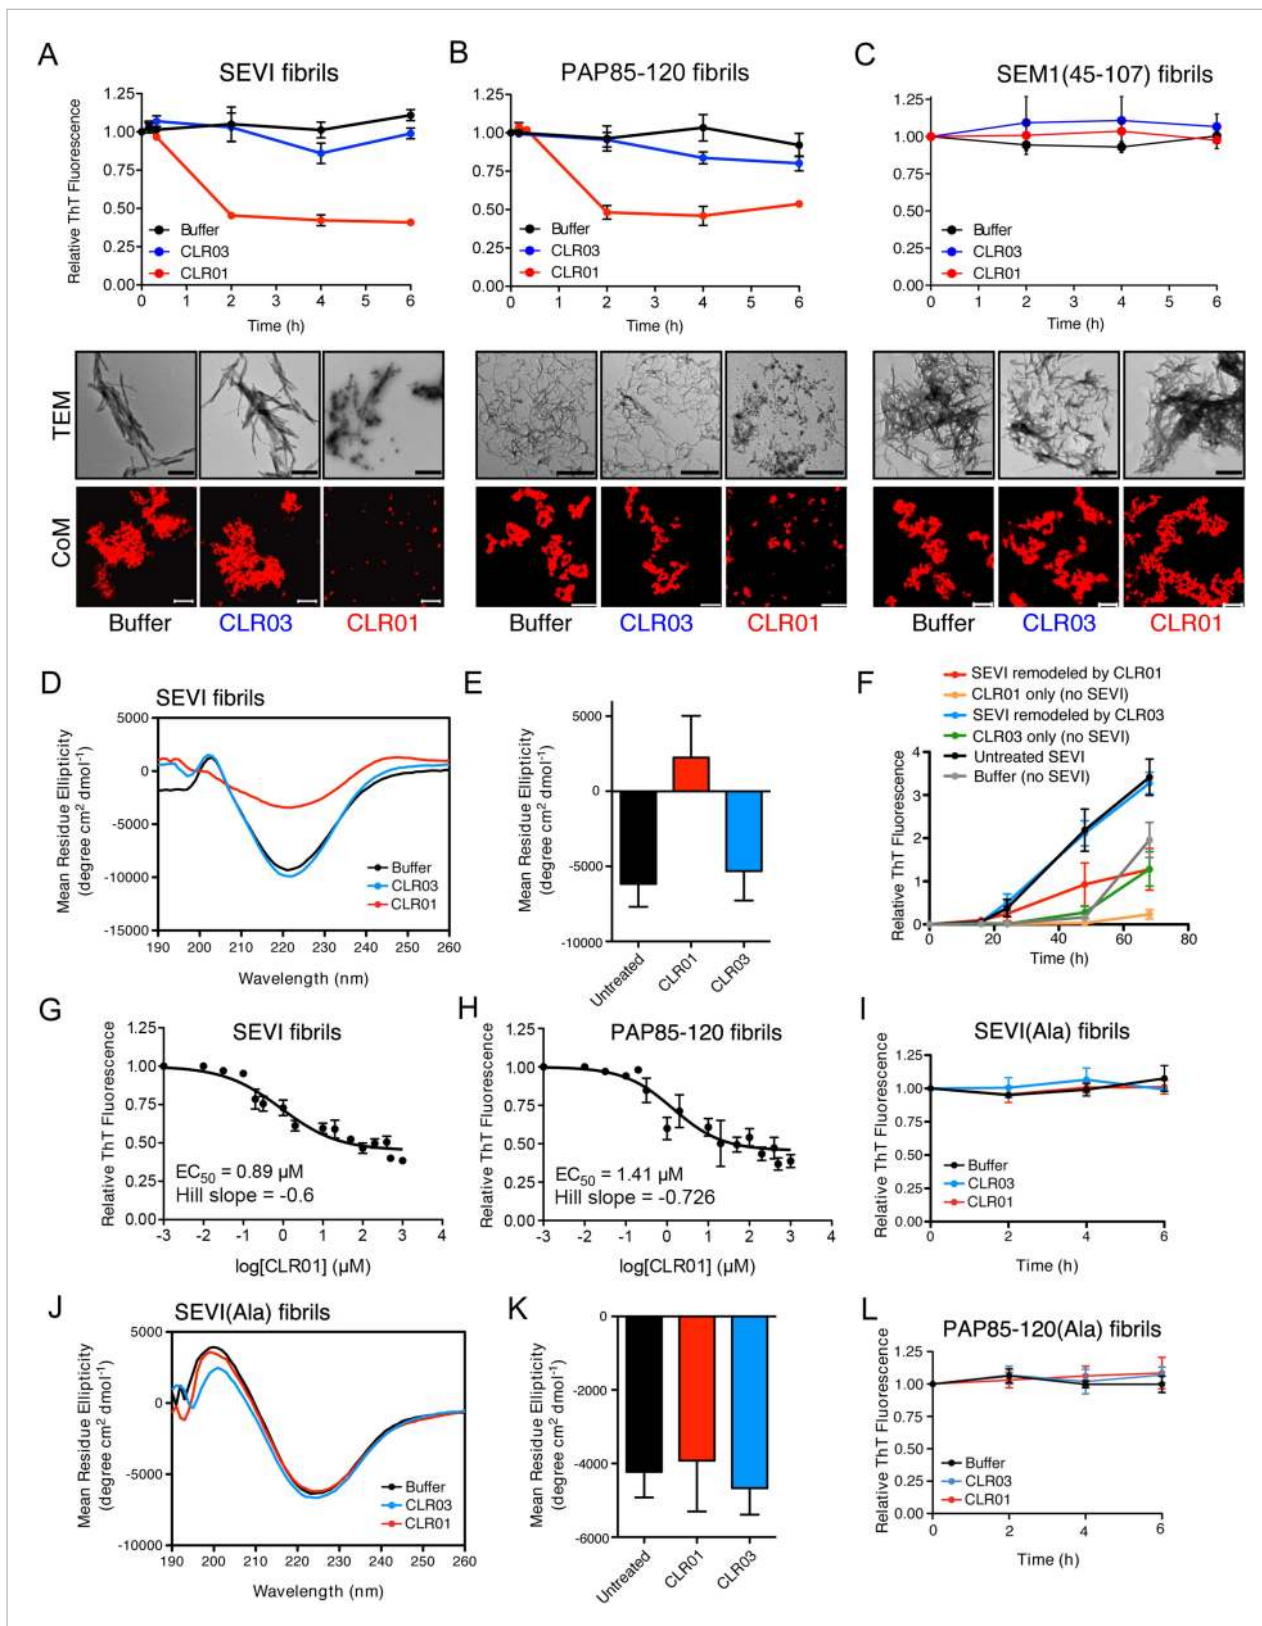 A
SEVI fibrils
Relative ThT Fluorescence
1.25
1.00
0.75
0.50
0.25
0.00
Buffer
CLR03
CLR01
0 1 2 3 4 5 6
Time (h)
B
PAP85-120 fibrils
1.25
1.00
0.75
0.50
0.25
0.00
Buffer
CLR03
CLR01
0 1 2 3 4 5 6
Time (h)
C
SEM1(45-107) fibrils
1.25
1.00
0.75
0.50
0.25
0.00
Buffer
CLR03
CLR01
0 1 2 3 4 5 6
Time (h)
TEM
CoM
Buffer CLR03 CLR01
Buffer CLR03 CLR01
Buffer CLR03 CLR01
D
SEVI fibrils
Mean Residue Ellipticity
(degree cm² dmol⁻¹)
5000
0
-5000
-10000
-15000
Buffer
CLR03
CLR01
190 200 210 220 230 240 250 260
Wavelength (nm)
E
Mean Residue Ellipticity
(degree cm² dmol⁻¹)
5000
0
-5000
-10000
Untreated
CLR01
CLR03
F
SEVI remodeled by CLR01
CLR01 only (no SEVI)
SEVI remodeled by CLR03
CLR03 only (no SEVI)
Untreated SEVI
Buffer (no SEVI)
Relative ThT Fluorescence
4
3
2
1
0
0 20 40 60 80
Time (h)
G
SEVI fibrils
Relative ThT Fluorescence
1.25
1.00
0.75
0.50
0.25
0.00
EC₅₀ = 0.89 µM
Hill slope = -0.6
-3 -2 -1 0 1 2 3 4
log[CLR01] (µM)
H
PAP85-120 fibrils
Relative ThT Fluorescence
1.25
1.00
0.75
0.50
0.25
0.00
EC₅₀ = 1.41 µM
Hill slope = -0.726
-3 -2 -1 0 1 2 3 4
log[CLR01] (µM)
I
SEVI(Ala) fibrils
Relative ThT Fluorescence
1.25
1.00
0.75
0.50
0.25
0.00
Buffer
CLR03
CLR01
0 2 4 6
Time (h)
J
SEVI(Ala) fibrils
Mean Residue Ellipticity
(degree cm² dmol⁻¹)
5000
0
-5000
-10000
Buffer
CLR03
CLR01
190 200 210 220 230 240 250 260
Wavelength (nm)
K
Mean Residue Ellipticity
(degree cm² dmol⁻¹)
0
-2000
-4000
-6000
Untreated
CLR01
CLR03
L
PAP85-120(Ala) fibrils
Relative ThT Fluorescence
1.25
1.00
0.75
0.50
0.25
0.00
Buffer
CLR03
CLR01
0 2 4 6
Time (h)